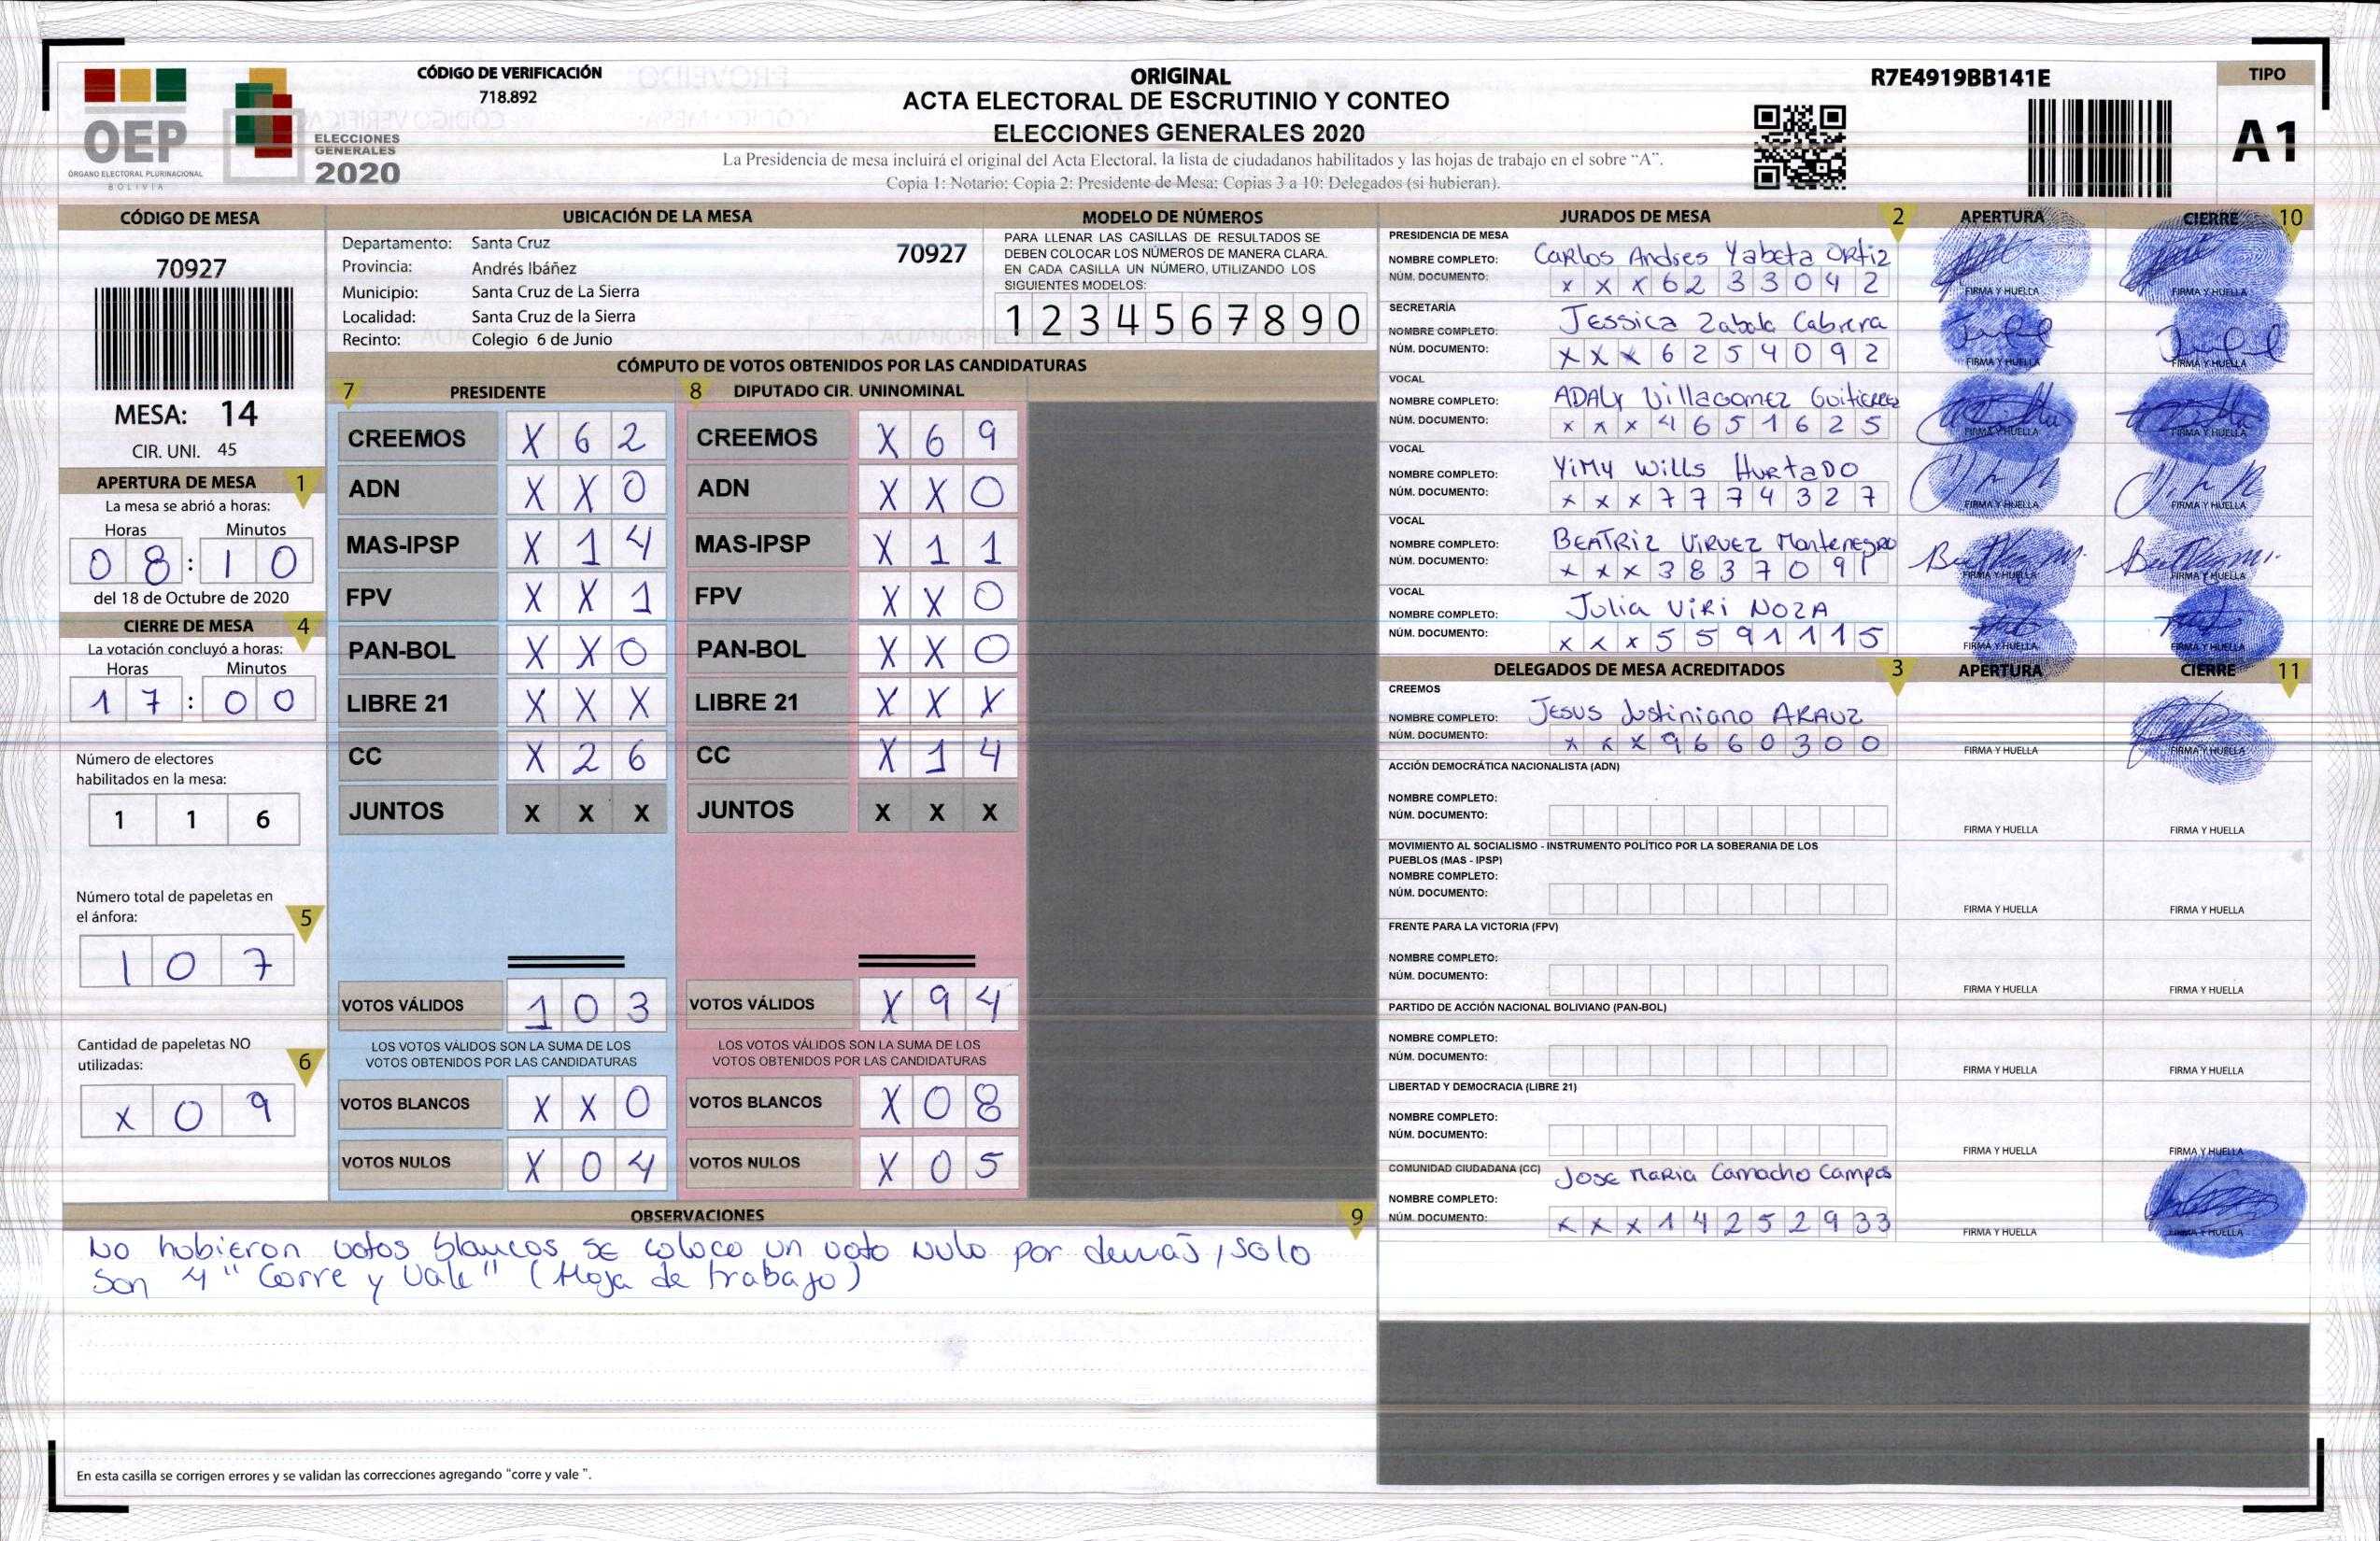 CÓDIGO DE VERIFICACIÓN
718.892
OEP
ÓRGANO ELECTORAL PLURINACIONAL
BOLIVIA
ELECCIONES
GENERALES
2020
ORIGINAL
ACTA ELECTORAL DE ESCRUTINIO Y CONTEO
ELECCIONES GENERALES 2020
La Presidencia de mesa incluirá el original del Acta Electoral, la lista de ciudadanos habilitados y las hojas de trabajo en el sobre “A”.
Copia 1: Notario; Copia 2: Presidente de Mesa; Copias 3 a 10: Delegados (si hubieran).
R7E4919BB141E
TIPO
A1
CÓDIGO DE MESA
70927
MESA: 14
CIR. UNI. 45
APERTURA DE MESA 1
La mesa se abrió a horas:
Horas Minutos
0 8 : 1 0
del 18 de Octubre de 2020
CIERRE DE MESA 4
La votación concluyó a horas:
Horas Minutos
1 7 : 0 0
Número de electores
habilitados en la mesa:
1 1 6
Número total de papeletas en
el ánfora: 5
1 0 7
Cantidad de papeletas NO
utilizadas: 6
x 0 9
UBICACIÓN DE LA MESA
Departamento: Santa Cruz 70927
Provincia: Andrés Ibáñez
Municipio: Santa Cruz de La Sierra
Localidad: Santa Cruz de la Sierra
Recinto: Colegio 6 de Junio
MODELO DE NÚMEROS
PARA LLENAR LAS CASILLAS DE RESULTADOS SE
DEBEN COLOCAR LOS NÚMEROS DE MANERA CLARA.
EN CADA CASILLA UN NÚMERO, UTILIZANDO LOS
SIGUIENTES MODELOS:
1 2 3 4 5 6 7 8 9 0
CÓMPUTO DE VOTOS OBTENIDOS POR LAS CANDIDATURAS
7 PRESIDENTE 8 DIPUTADO CIR. UNINOMINAL
CREEMOS X 6 2 CREEMOS X 6 9
ADN X X 0 ADN X X 0
MAS-IPSP X 1 4 MAS-IPSP X 1 1
FPV X X 1 FPV X X 0
PAN-BOL X X 0 PAN-BOL X X 0
LIBRE 21 X X X LIBRE 21 X X X
CC X 2 6 CC X 1 4
JUNTOS X X X JUNTOS X X X
VOTOS VÁLIDOS 1 0 3 VOTOS VÁLIDOS X 9 4
LOS VOTOS VÁLIDOS SON LA SUMA DE LOS LOS VOTOS VÁLIDOS SON LA SUMA DE LOS
VOTOS OBTENIDOS POR LAS CANDIDATURAS VOTOS OBTENIDOS POR LAS CANDIDATURAS
VOTOS BLANCOS X X 0 VOTOS BLANCOS X 0 8
VOTOS NULOS X 0 4 VOTOS NULOS X 0 5
OBSERVACIONES 9
No hubieron votos blancos se coloco un voto nulo por demás, solo
son 4 "Corre y Vale" (Hoja de trabajo)
En esta casilla se corrigen errores y se validan las correcciones agregando “corre y vale ”.
JURADOS DE MESA 2 APERTURA CIERRE 10
PRESIDENCIA DE MESA
NOMBRE COMPLETO: Carlos Andres Yabeta Ortiz
NÚM. DOCUMENTO: x x x 6 2 3 3 0 4 2
FIRMA Y HUELLA FIRMA Y HUELLA
SECRETARÍA
NOMBRE COMPLETO: Jessica Zabala Cabrera
NÚM. DOCUMENTO: x x x 6 2 5 4 0 9 2
FIRMA Y HUELLA FIRMA Y HUELLA
VOCAL
NOMBRE COMPLETO: ADALY Villagomez Guitierrez
NÚM. DOCUMENTO: x x x 4 6 5 1 6 2 5
FIRMA Y HUELLA FIRMA Y HUELLA
VOCAL
NOMBRE COMPLETO: YiMy Wills HurtaDO
NÚM. DOCUMENTO: x x x 7 7 7 4 3 2 7
FIRMA Y HUELLA FIRMA Y HUELLA
VOCAL
NOMBRE COMPLETO: BEATRIZ VIRUEZ Montenegro
NÚM. DOCUMENTO: x x x 3 8 3 7 0 9 1
FIRMA Y HUELLA FIRMA Y HUELLA
VOCAL
NOMBRE COMPLETO: Julia VIRI NOZA
NÚM. DOCUMENTO: x x x 5 5 9 1 1 1 5
FIRMA Y HUELLA FIRMA Y HUELLA
DELEGADOS DE MESA ACREDITADOS 3 APERTURA CIERRE 11
CREEMOS
NOMBRE COMPLETO: Jesus Justiniano ARAUZ
NÚM. DOCUMENTO: x x x 9 6 6 0 3 0 0
FIRMA Y HUELLA FIRMA Y HUELLA
ACCIÓN DEMOCRÁTICA NACIONALISTA (ADN)
NOMBRE COMPLETO:
NÚM. DOCUMENTO:
FIRMA Y HUELLA FIRMA Y HUELLA
MOVIMIENTO AL SOCIALISMO - INSTRUMENTO POLÍTICO POR LA SOBERANIA DE LOS
PUEBLOS (MAS - IPSP)
NOMBRE COMPLETO:
NÚM. DOCUMENTO:
FIRMA Y HUELLA FIRMA Y HUELLA
FRENTE PARA LA VICTORIA (FPV)
NOMBRE COMPLETO:
NÚM. DOCUMENTO:
FIRMA Y HUELLA FIRMA Y HUELLA
PARTIDO DE ACCIÓN NACIONAL BOLIVIANO (PAN-BOL)
NOMBRE COMPLETO:
NÚM. DOCUMENTO:
FIRMA Y HUELLA FIRMA Y HUELLA
LIBERTAD Y DEMOCRACIA (LIBRE 21)
NOMBRE COMPLETO:
NÚM. DOCUMENTO:
FIRMA Y HUELLA FIRMA Y HUELLA
COMUNIDAD CIUDADANA (CC) Jose Maria Camacho Campos
NOMBRE COMPLETO:
NÚM. DOCUMENTO: x x x 1 4 2 5 2 9 3 3
FIRMA Y HUELLA FIRMA Y HUELLA